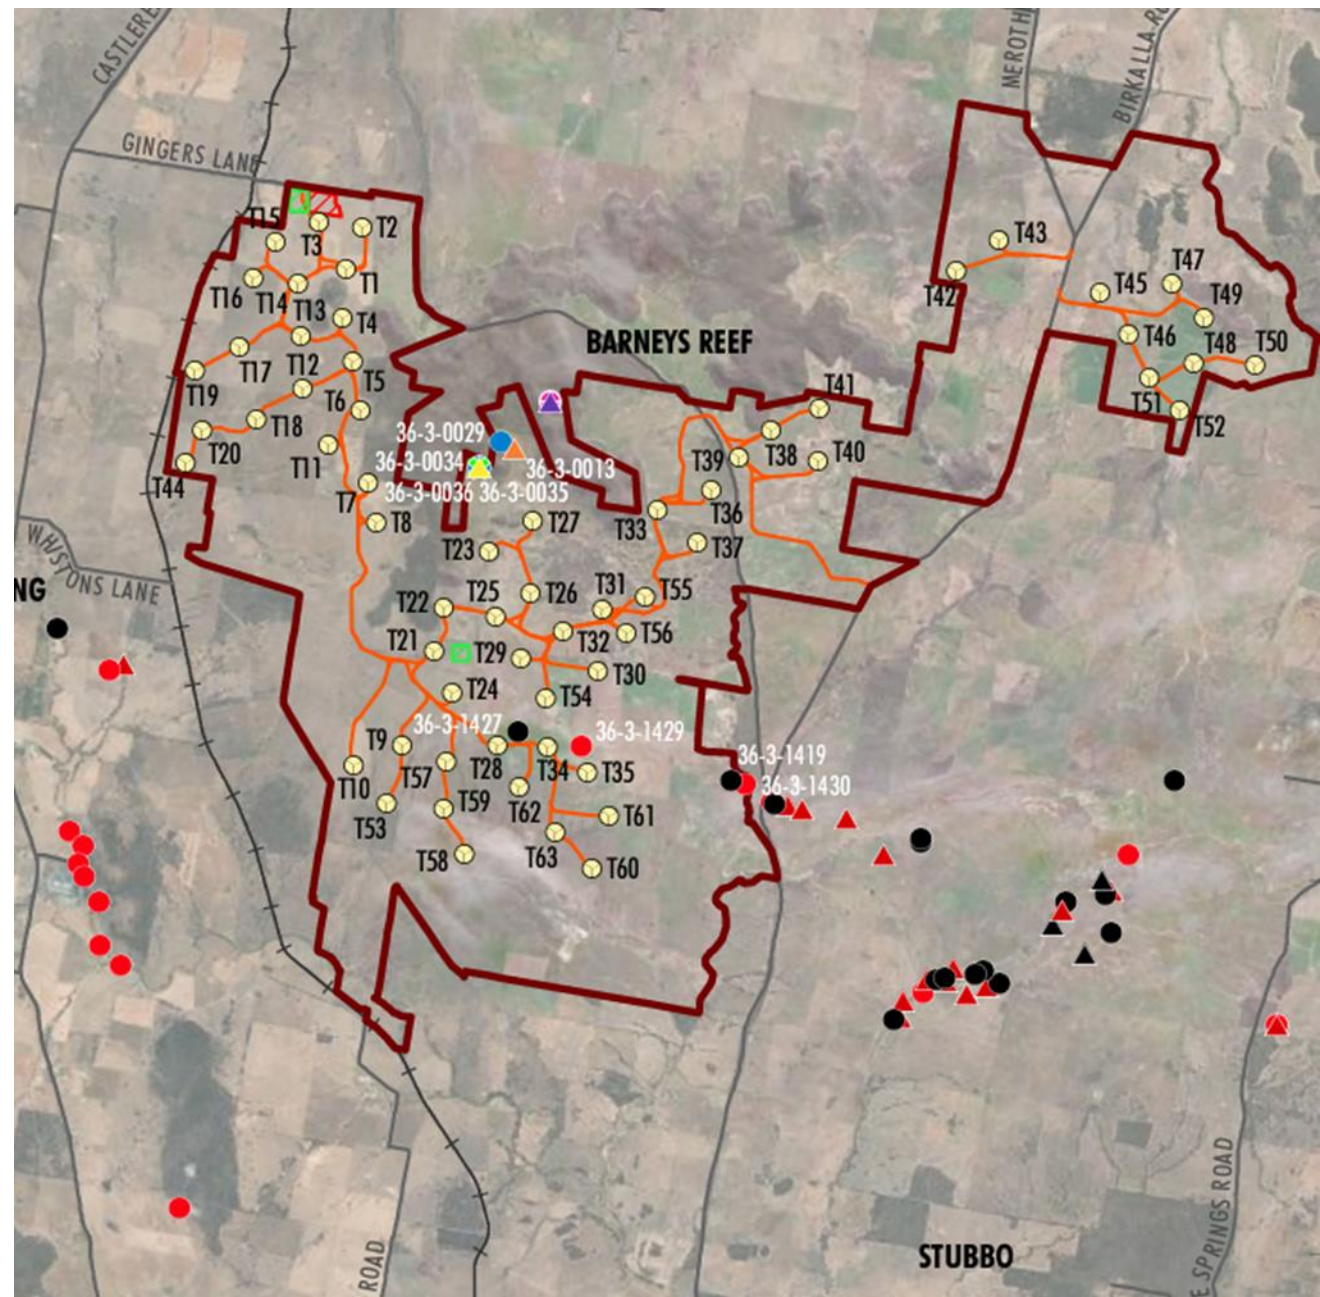 CASTLERE
MEROTH
BIRKALLA R
GINGERS LANE
T15
T3
T2
T43
T47
T16
T14
T13
T1
T42
T45
T49
T4
BARNEYS REEF
T46
T48
T50
T17
T12
T5
T19
T6
T41
T51
T52
T18
36-3-0029
T20
T11
36-3-0034
36-3-0013
T39
T38
T40
T44
T7
36-3-0036
36-3-0035
T8
T27
T33
T36
T23
T37
WHISTONS LANE
NG
T22
T25
T26
T31
T55
T21
T29
T32
T56
T30
T24
T54
36-3-1427
36-3-1429
T9
T28
T34
T35
36-3-1419
T10
T57
36-3-1430
T53
T59
T62
T61
T58
T63
T60
ROAD
STUBBO
E SPRINGS ROAD